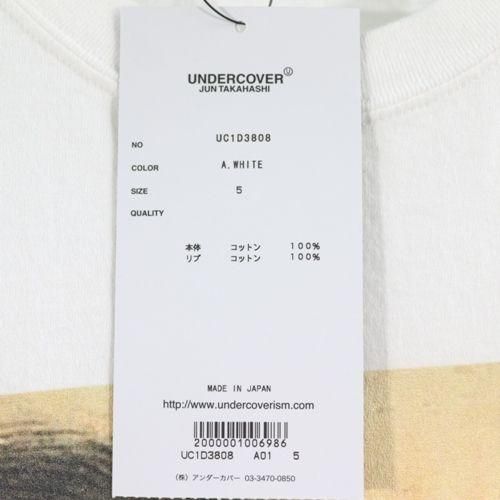 UNDERCOVER Ⓤ
JUN TAKAHASHI
NO UC1D3808
COLOR A.WHITE
SIZE 5
QUALITY
本体 コットン 100%
リブ コットン 100%
MADE IN JAPAN
http://www.undercoverism.com
2000001006986
UC1D3808 A01 5
(株) アンダーカバー 03-3470-0850